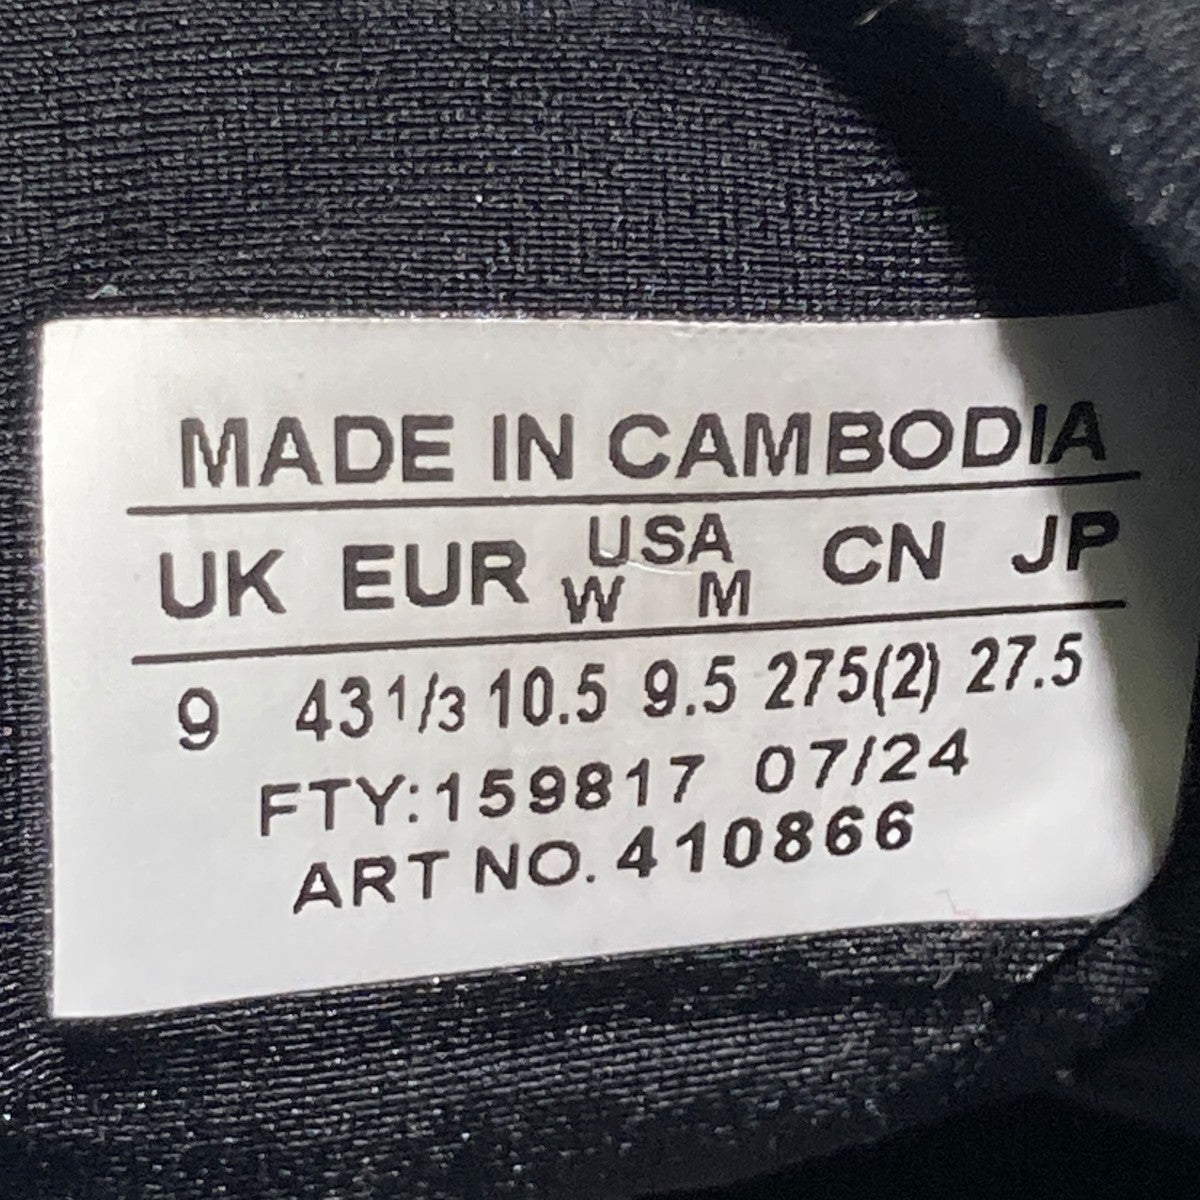 MADE IN CAMBODIA
UK EUR USA CN JP
W M
9 43 1/3 10.5 9.5 275(2) 27.5
FTY:159817 07/24
ART NO. 410866